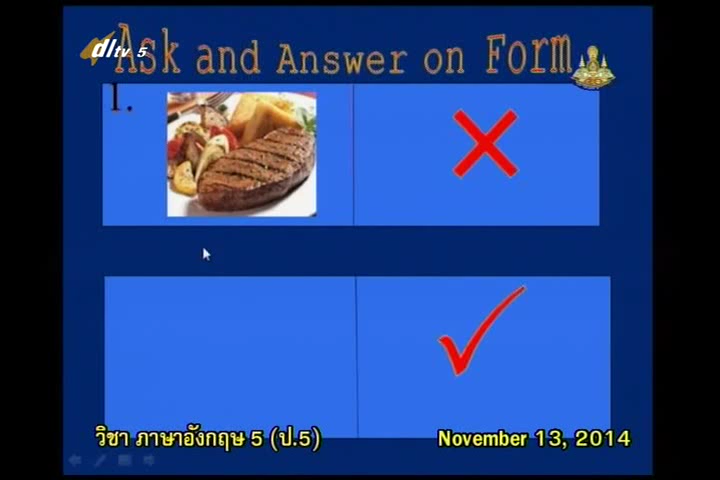 dltv 5
Ask and Answer on Form
1.
วิชา ภาษาอังกฤษ 5 (ป.5)
November 13, 2014